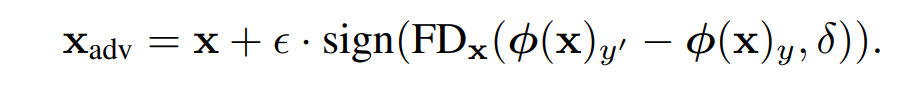 𝐱_adv = 𝐱 + ϵ · sign(FD_𝐱(ϕ(𝐱)_{y′} − ϕ(𝐱)_y, δ)).